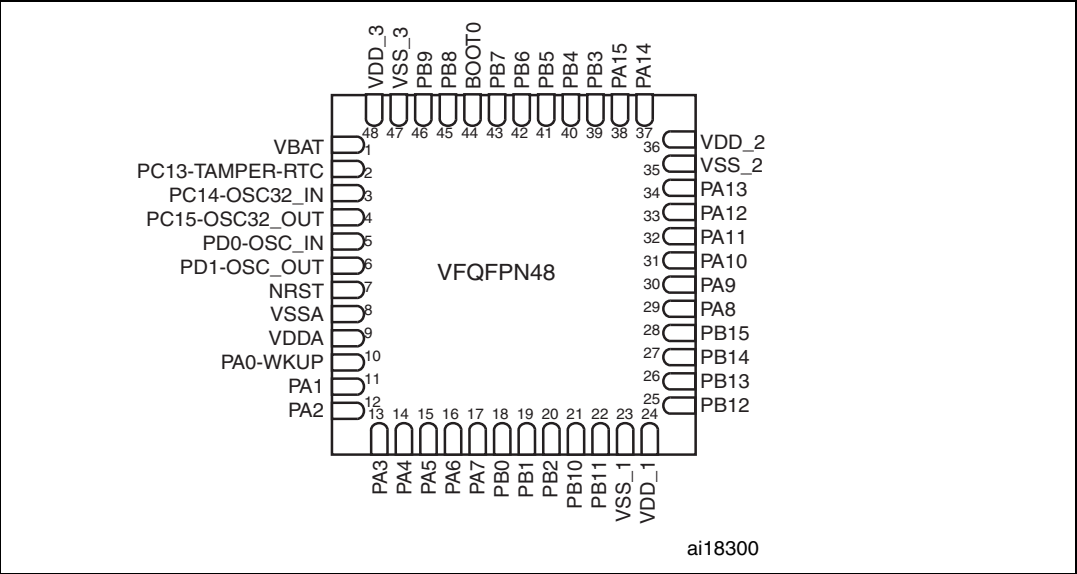 VDD_3
VSS_3
PB9
PB8
BOOT0
PB7
PB6
PB5
PB4
PB3
PA15
PA14
48 47 46 45 44 43 42 41 40 39 38 37
VBAT 1
PC13-TAMPER-RTC 2
PC14-OSC32_IN 3
PC15-OSC32_OUT 4
PD0-OSC_IN 5
PD1-OSC_OUT 6
NRST 7
VSSA 8
VDDA 9
PA0-WKUP 10
PA1 11
PA2 12
VFQFPN48
36 VDD_2
35 VSS_2
34 PA13
33 PA12
32 PA11
31 PA10
30 PA9
29 PA8
28 PB15
27 PB14
26 PB13
25 PB12
13 14 15 16 17 18 19 20 21 22 23 24
PA3
PA4
PA5
PA6
PA7
PB0
PB1
PB2
PB10
PB11
VSS_1
VDD_1
ai18300